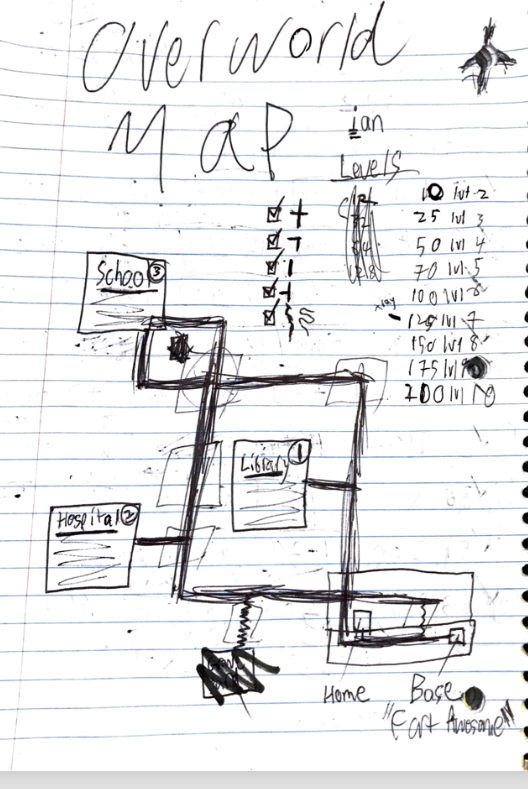 Overworld
Map
Ian
Levels
10 lvl 2
25 lvl 3
50 lvl 4
70 lvl 5
100 lvl 6
xray
125 lvl 7
150 lvl 8
175 lvl
200 lvl 10
School 3
Library 1
Hospital 2
Home
Base
"Fort Awesome"